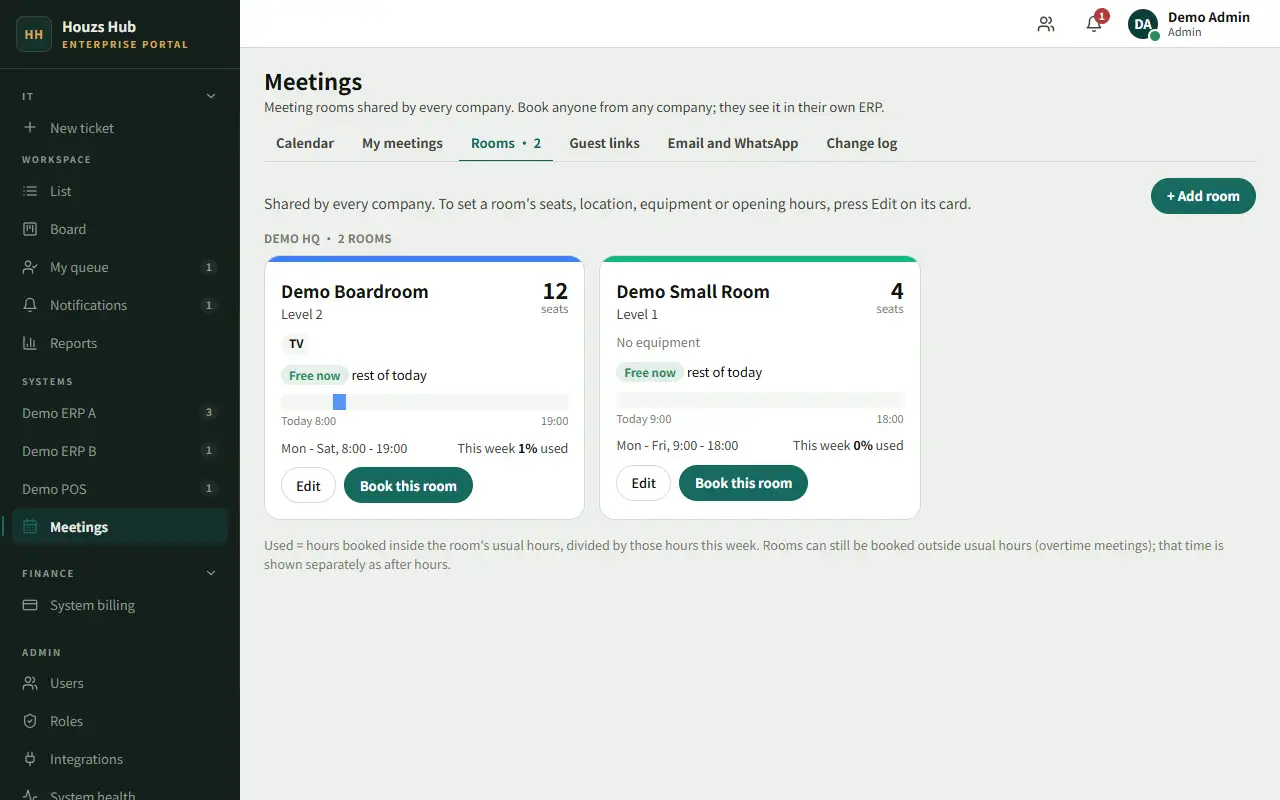 HH
Houzs Hub
ENTERPRISE PORTAL
IT
New ticket
WORKSPACE
List
Board
My queue 1
Notifications 1
Reports
SYSTEMS
Demo ERP A 3
Demo ERP B 1
Demo POS 1
Meetings
FINANCE
System billing
ADMIN
Users
Roles
Integrations
System health
1
DA
Demo Admin
Admin
Meetings
Meeting rooms shared by every company. Book anyone from any company; they see it in their own ERP.
Calendar My meetings Rooms • 2 Guest links Email and WhatsApp Change log
Shared by every company. To set a room's seats, location, equipment or opening hours, press Edit on its card.
+ Add room
DEMO HQ • 2 ROOMS
Demo Boardroom 12
Level 2 seats
TV
Free now rest of today
Today 8:00 19:00
Mon - Sat, 8:00 - 19:00 This week 1% used
Edit Book this room
Demo Small Room 4
Level 1 seats
No equipment
Free now rest of today
Today 9:00 18:00
Mon - Fri, 9:00 - 18:00 This week 0% used
Edit Book this room
Used = hours booked inside the room's usual hours, divided by those hours this week. Rooms can still be booked outside usual hours (overtime meetings); that time is
shown separately as after hours.